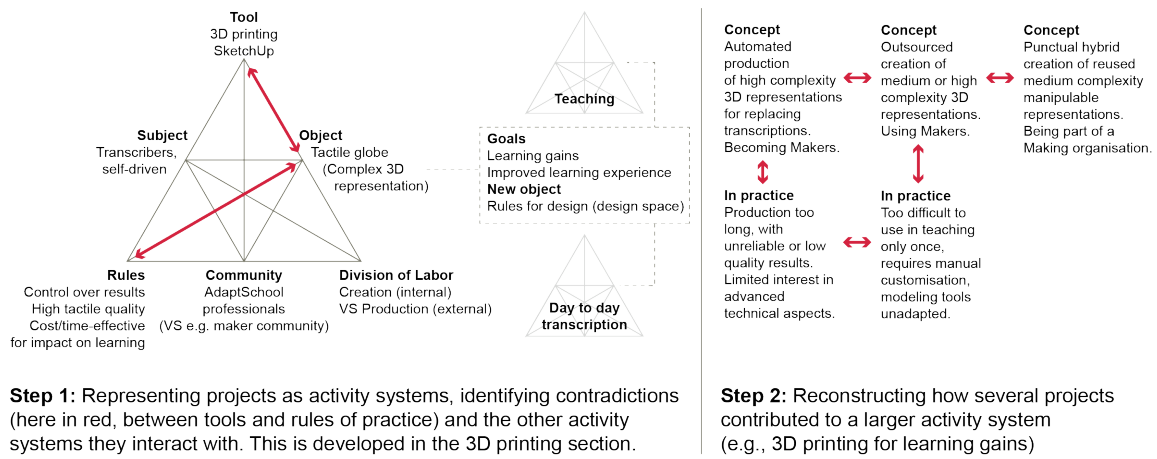 Tool
3D printing
SketchUp
Subject
Transcribers,
self-driven
Object
Tactile globe
(Complex 3D
representation)
Rules
Control over results
High tactile quality
Cost/time-effective
for impact on learning
Community
AdaptSchool
professionals
(VS e.g. maker community)
Division of Labor
Creation (internal)
VS Production (external)
Teaching
Goals
Learning gains
Improved learning experience
New object
Rules for design (design space)
Day to day
transcription
Step 1: Representing projects as activity systems, identifying contradictions
(here in red, between tools and rules of practice) and the other activity
systems they interact with. This is developed in the 3D printing section.
Concept
Automated
production
of high complexity
3D representations
for replacing
transcriptions.
Becoming Makers.
Concept
Outsourced
creation of
medium or high
complexity 3D
representations.
Using Makers.
Concept
Punctual hybrid
creation of reused
medium complexity
manipulable
representations.
Being part of a
Making organisation.
In practice
Production too
long, with
unreliable or low
quality results.
Limited interest in
advanced
technical aspects.
In practice
Too difficult to
use in teaching
only once,
requires manual
customisation,
modeling tools
unadapted.
Step 2: Reconstructing how several projects
contributed to a larger activity system
(e.g., 3D printing for learning gains)